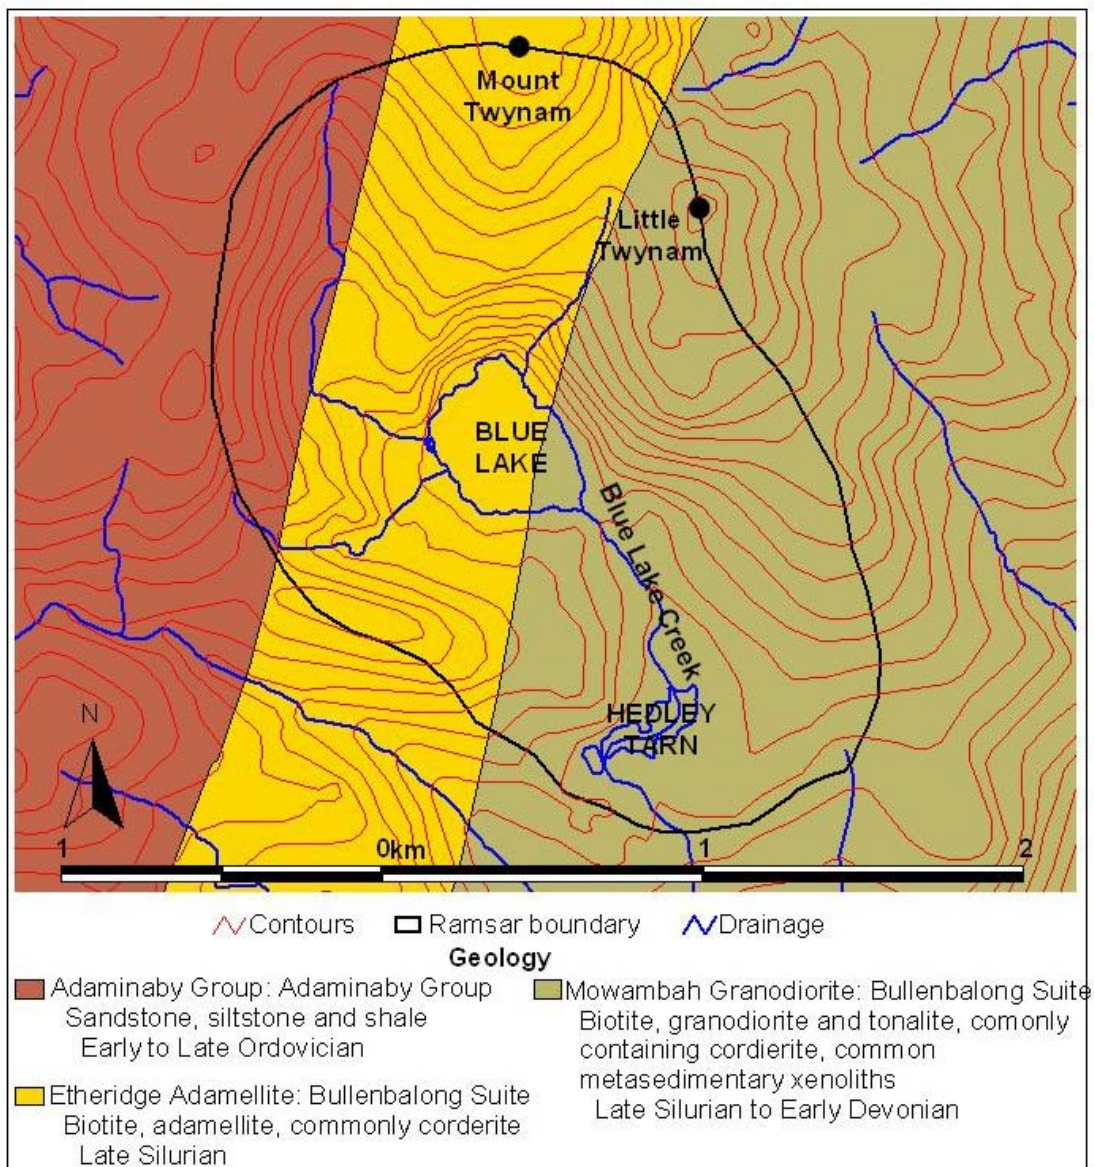 Mount
Twynam
Little
Twynam
BLUE
LAKE
Blue Lake Creek
HEDLEY
TARN
N
1 0km 1 2
Contours Ramsar boundary Drainage
Geology
Adaminaby Group: Adaminaby Group
Sandstone, siltstone and shale
Early to Late Ordovician
Etheridge Adamellite: Bullenbalong Suite
Biotite, adamellite, commonly corderite
Late Silurian
Mowambah Granodiorite: Bullenbalong Suite
Biotite, granodiorite and tonalite, comonly
containing cordierite, common
metasedimentary xenoliths
Late Silurian to Early Devonian